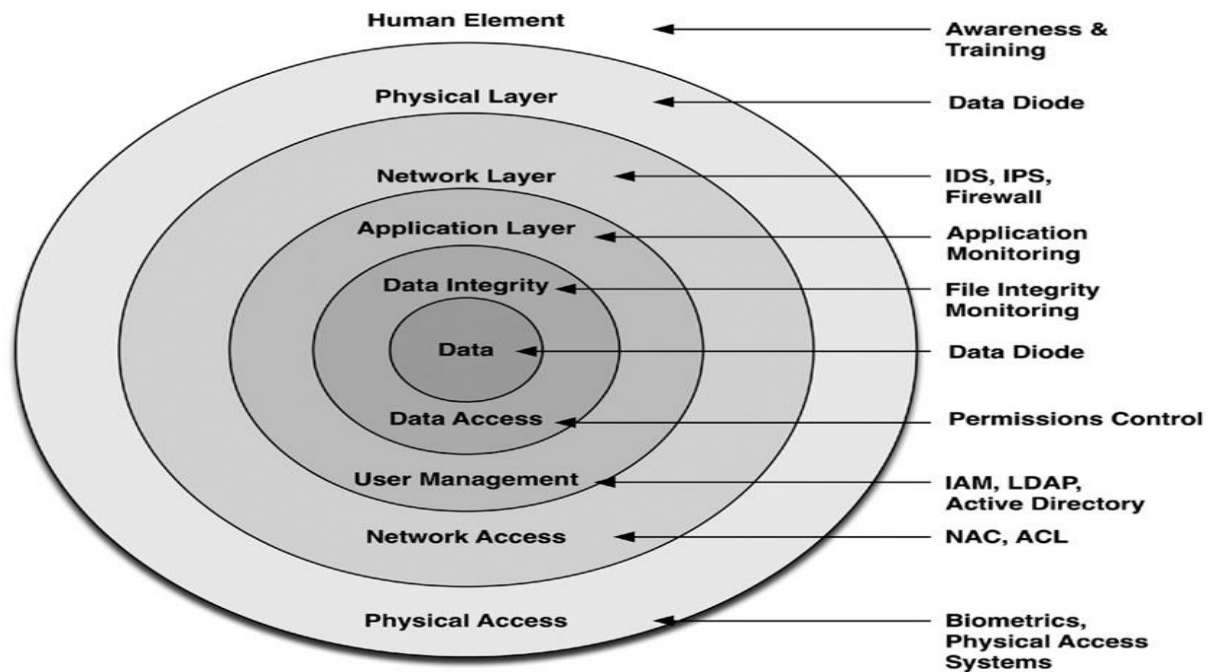 Human Element
Awareness &
Training
Physical Layer
Data Diode
Network Layer
IDS, IPS,
Firewall
Application Layer
Application
Monitoring
Data Integrity
File Integrity
Monitoring
Data
Data Diode
Data Access
Permissions Control
User Management
IAM, LDAP,
Active Directory
Network Access
NAC, ACL
Physical Access
Biometrics,
Physical Access
Systems